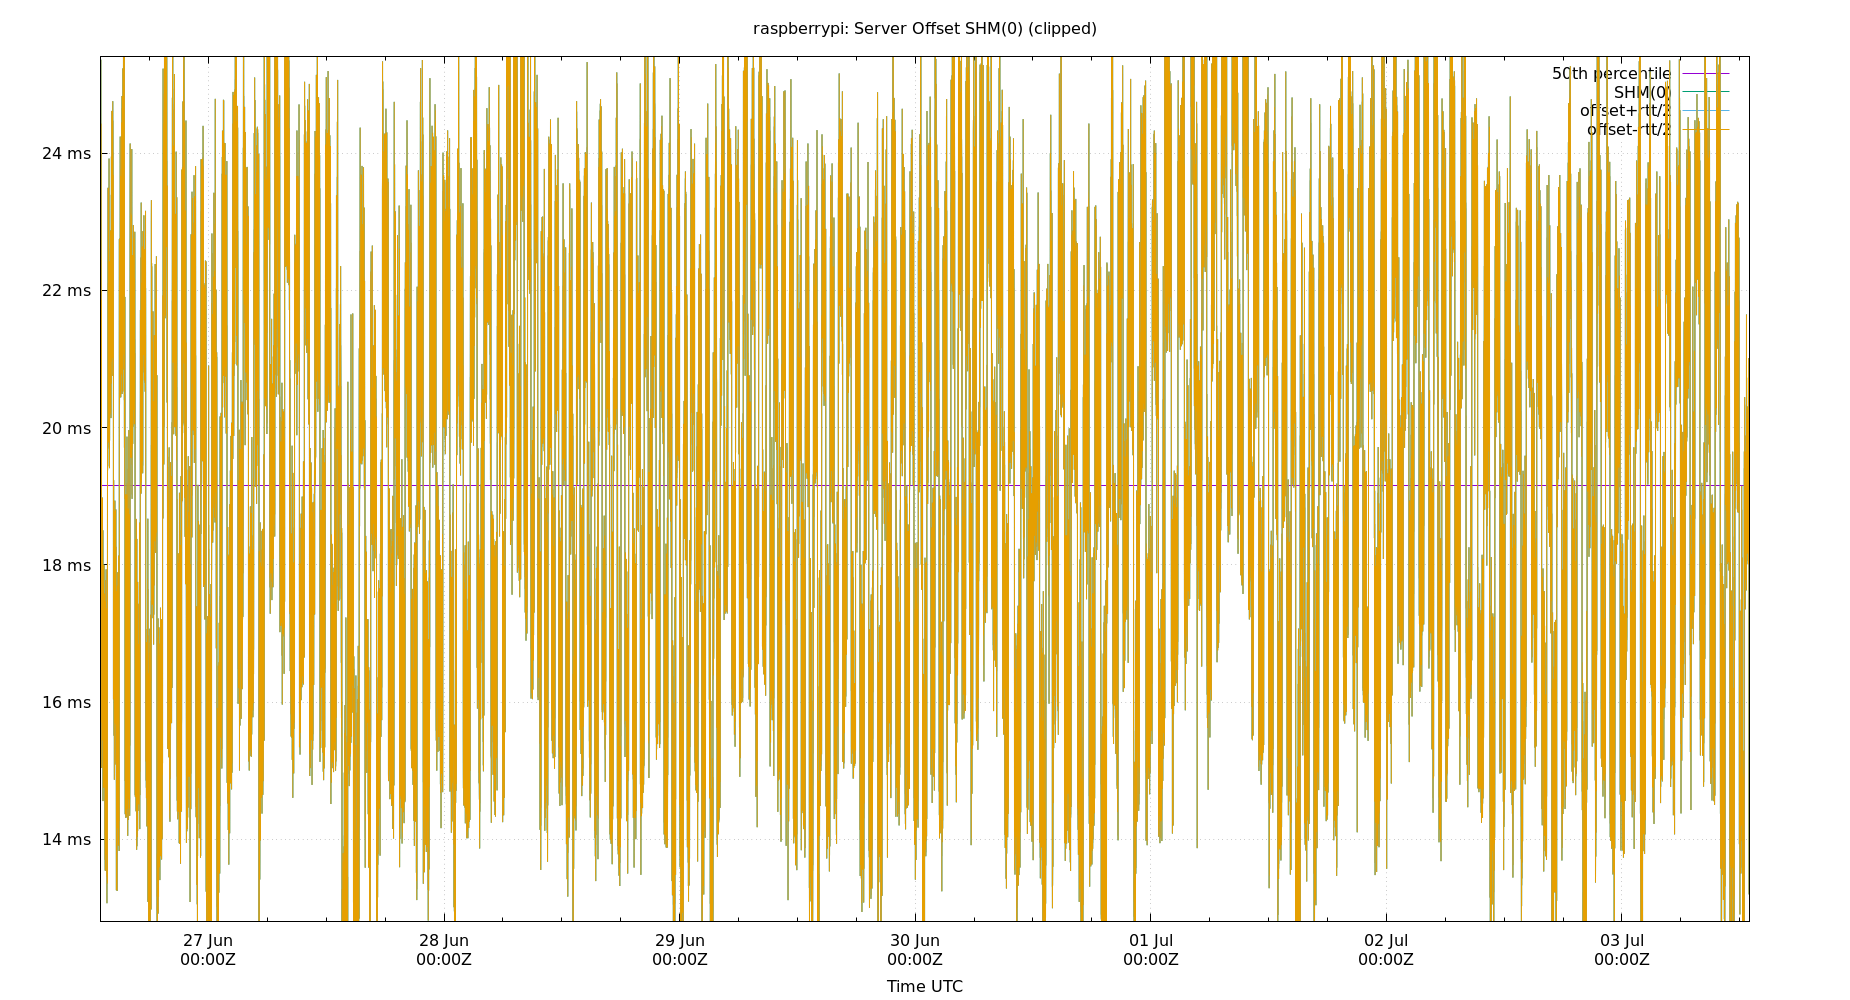 raspberrypi: Server Offset SHM(0) (clipped)
50th percentile
SHM(0)
offset+rtt/2
offset-rtt/2
24 ms
22 ms
20 ms
18 ms
16 ms
14 ms
27 Jun 28 Jun 29 Jun 30 Jun 01 Jul 02 Jul 03 Jul
00:00Z 00:00Z 00:00Z 00:00Z 00:00Z 00:00Z 00:00Z
Time UTC